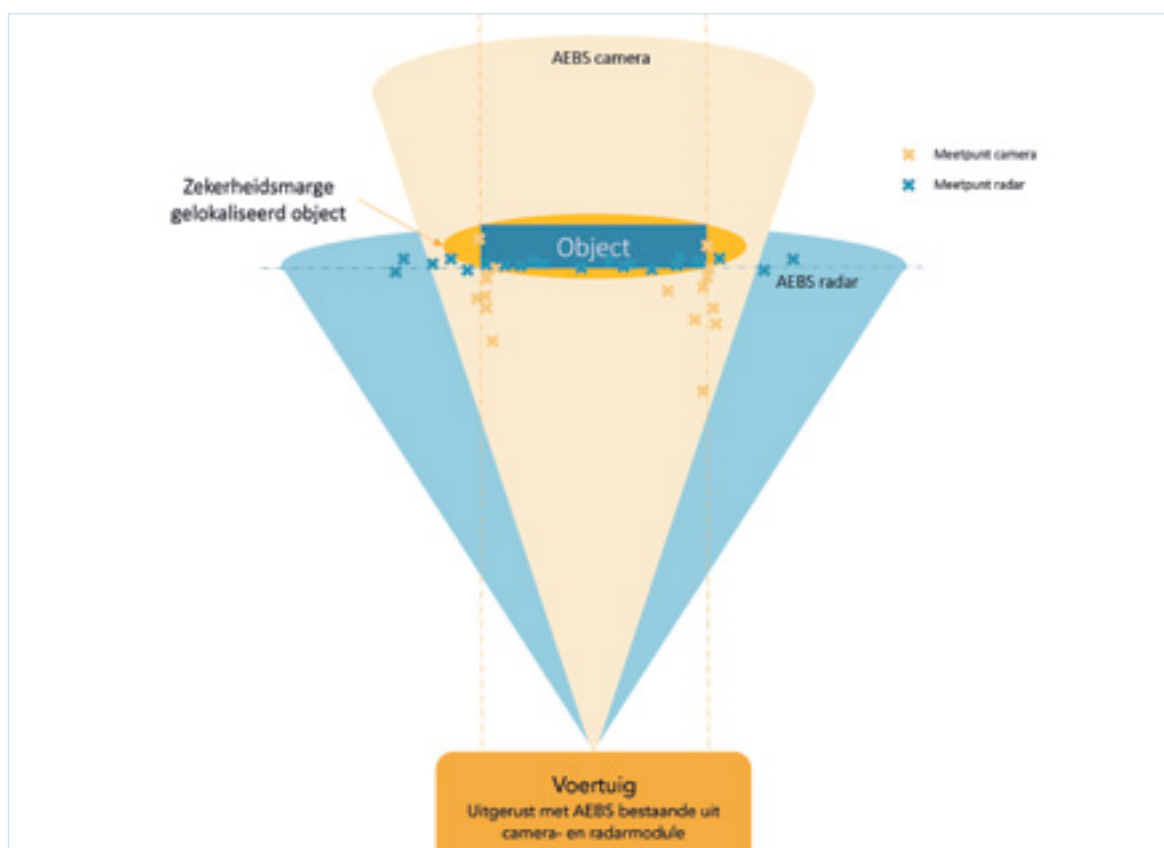 AEBS camera
Meetpunt camera
Meetpunt radar
Zekerheidsmarge
gelokaliseerd object
Object
AEBS radar
Voertuig
Uitgerust met AEBS bestaande uit
camera- en radarmodule